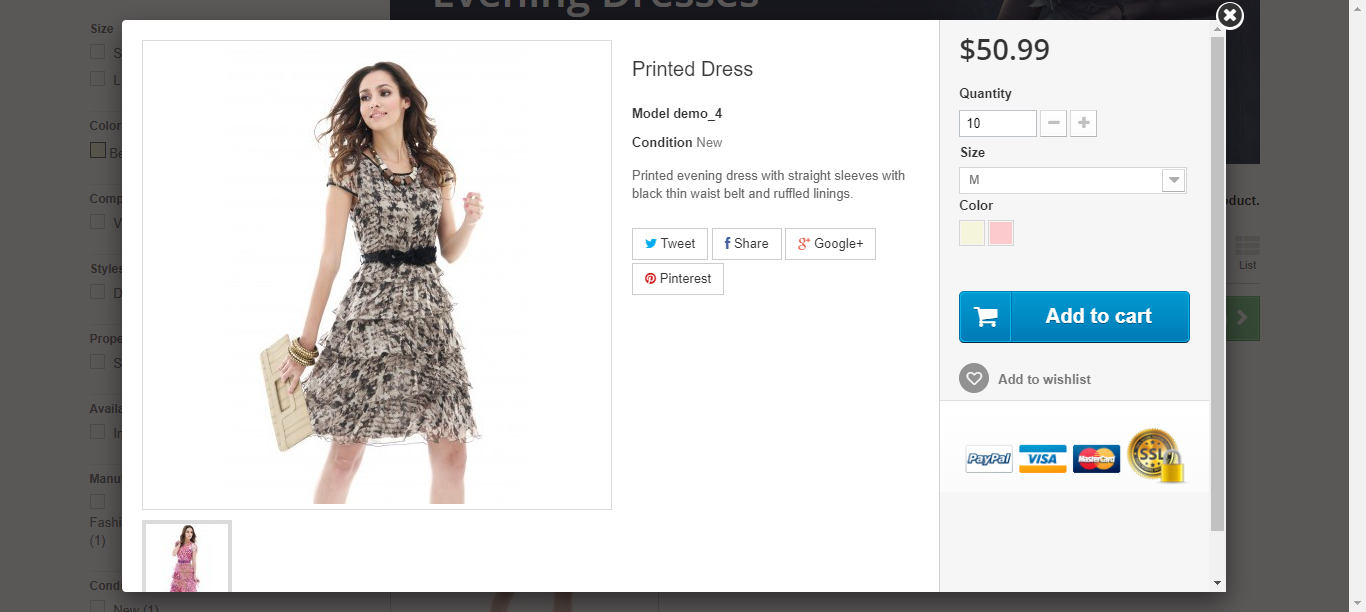 Evening Dresses
Size
S
L
Color
Be
Comp
V
Styles
D
Prope
S
Availa
In
Manu
Fashi
(1)
Cond
New (1)
Printed Dress
Model demo_4
Condition New
Printed evening dress with straight sleeves with
black thin waist belt and ruffled linings.
Tweet
f Share
g+ Google+
Pinterest
$50.99
Quantity
10
Size
M
Color
Add to cart
Add to wishlist
PayPal VISA MasterCard SSL
oduct.
List